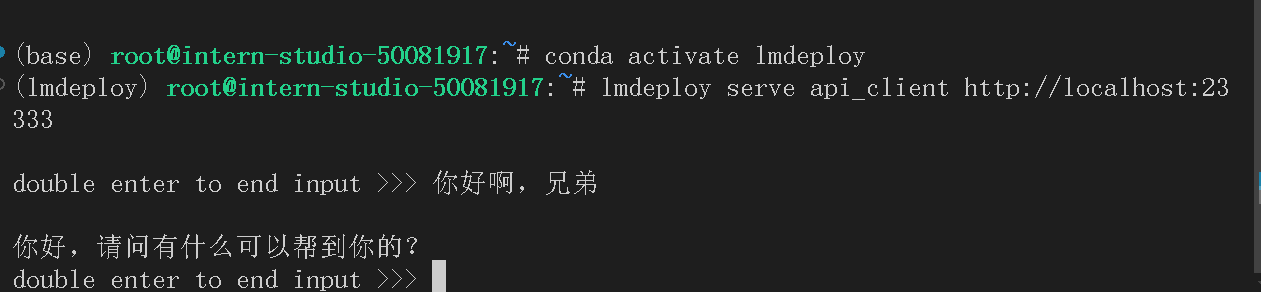 (base) root@intern-studio-50081917:~# conda activate lmdeploy
(lmdeploy) root@intern-studio-50081917:~# lmdeploy serve api_client http://localhost:23
333
double enter to end input >>> 你好啊，兄弟
你好，请问有什么可以帮到你的？
double enter to end input >>>